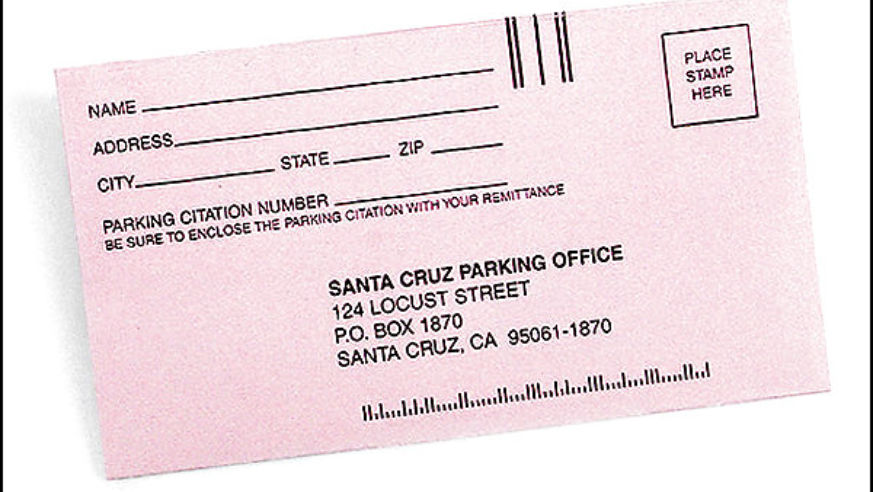 NAME
ADDRESS
CITY STATE ZIP
PARKING CITATION NUMBER
BE SURE TO ENCLOSE THE PARKING CITATION WITH YOUR REMITTANCE
PLACE
STAMP
HERE
SANTA CRUZ PARKING OFFICE
124 LOCUST STREET
P.O. BOX 1870
SANTA CRUZ, CA 95061-1870